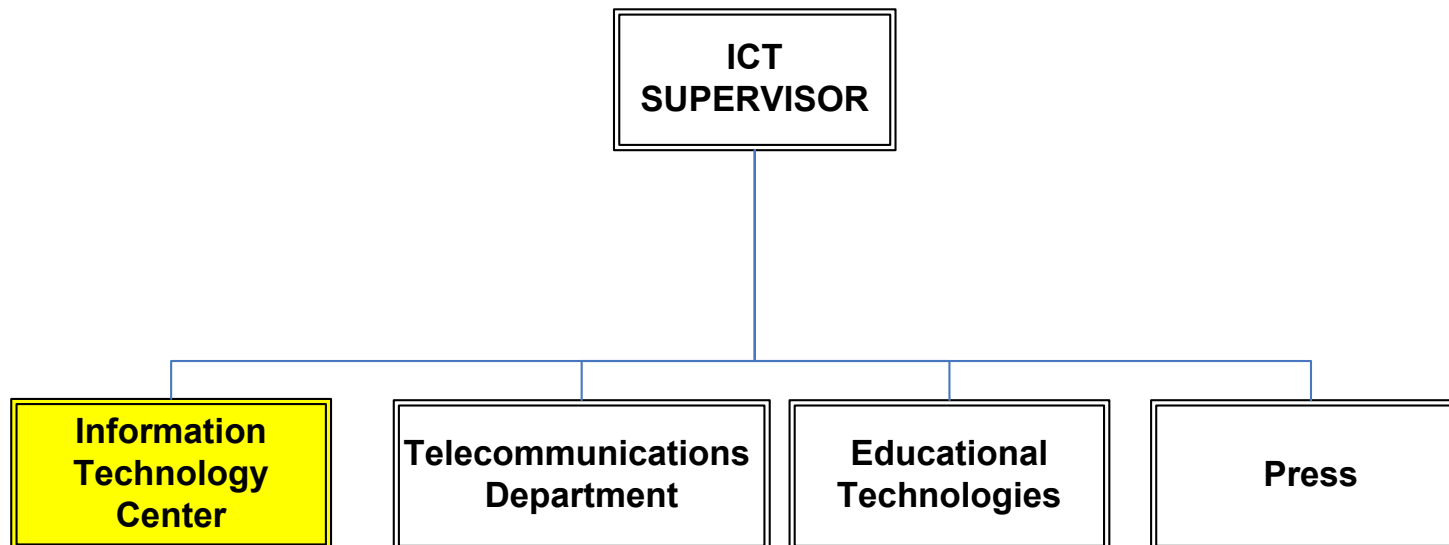 ICT
SUPERVISOR
Information
Technology
Center
Telecommunications
Department
Educational
Technologies
Press